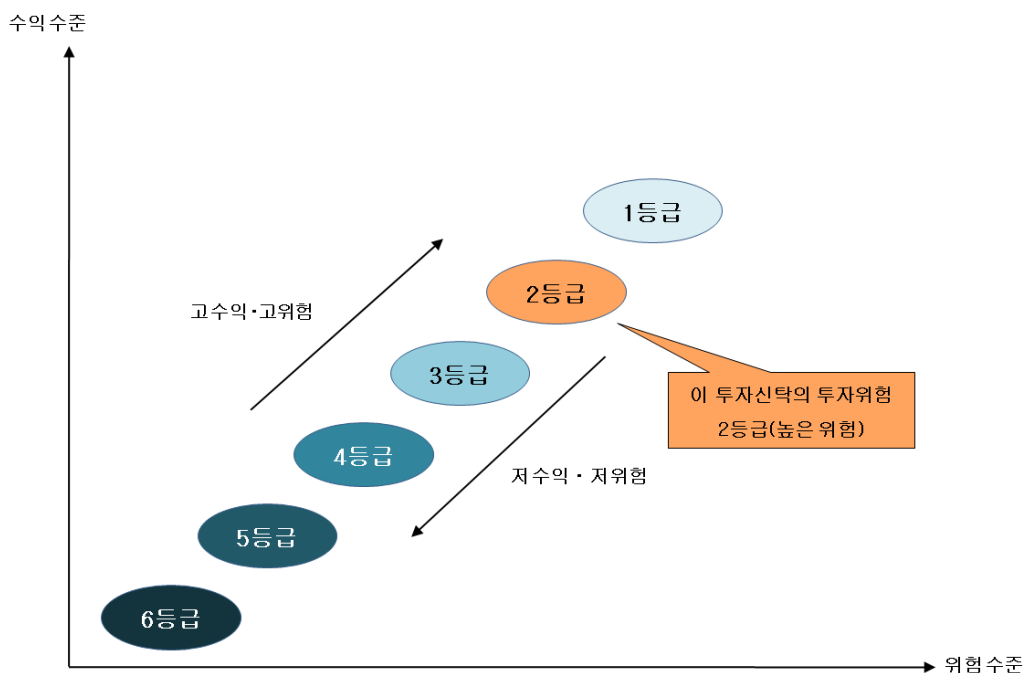 수익수준
1등급
2등급
고수익·고위험
3등급
이 투자신탁의 투자위험
2등급(높은 위험)
4등급
저수익 · 저위험
5등급
6등급
위험수준